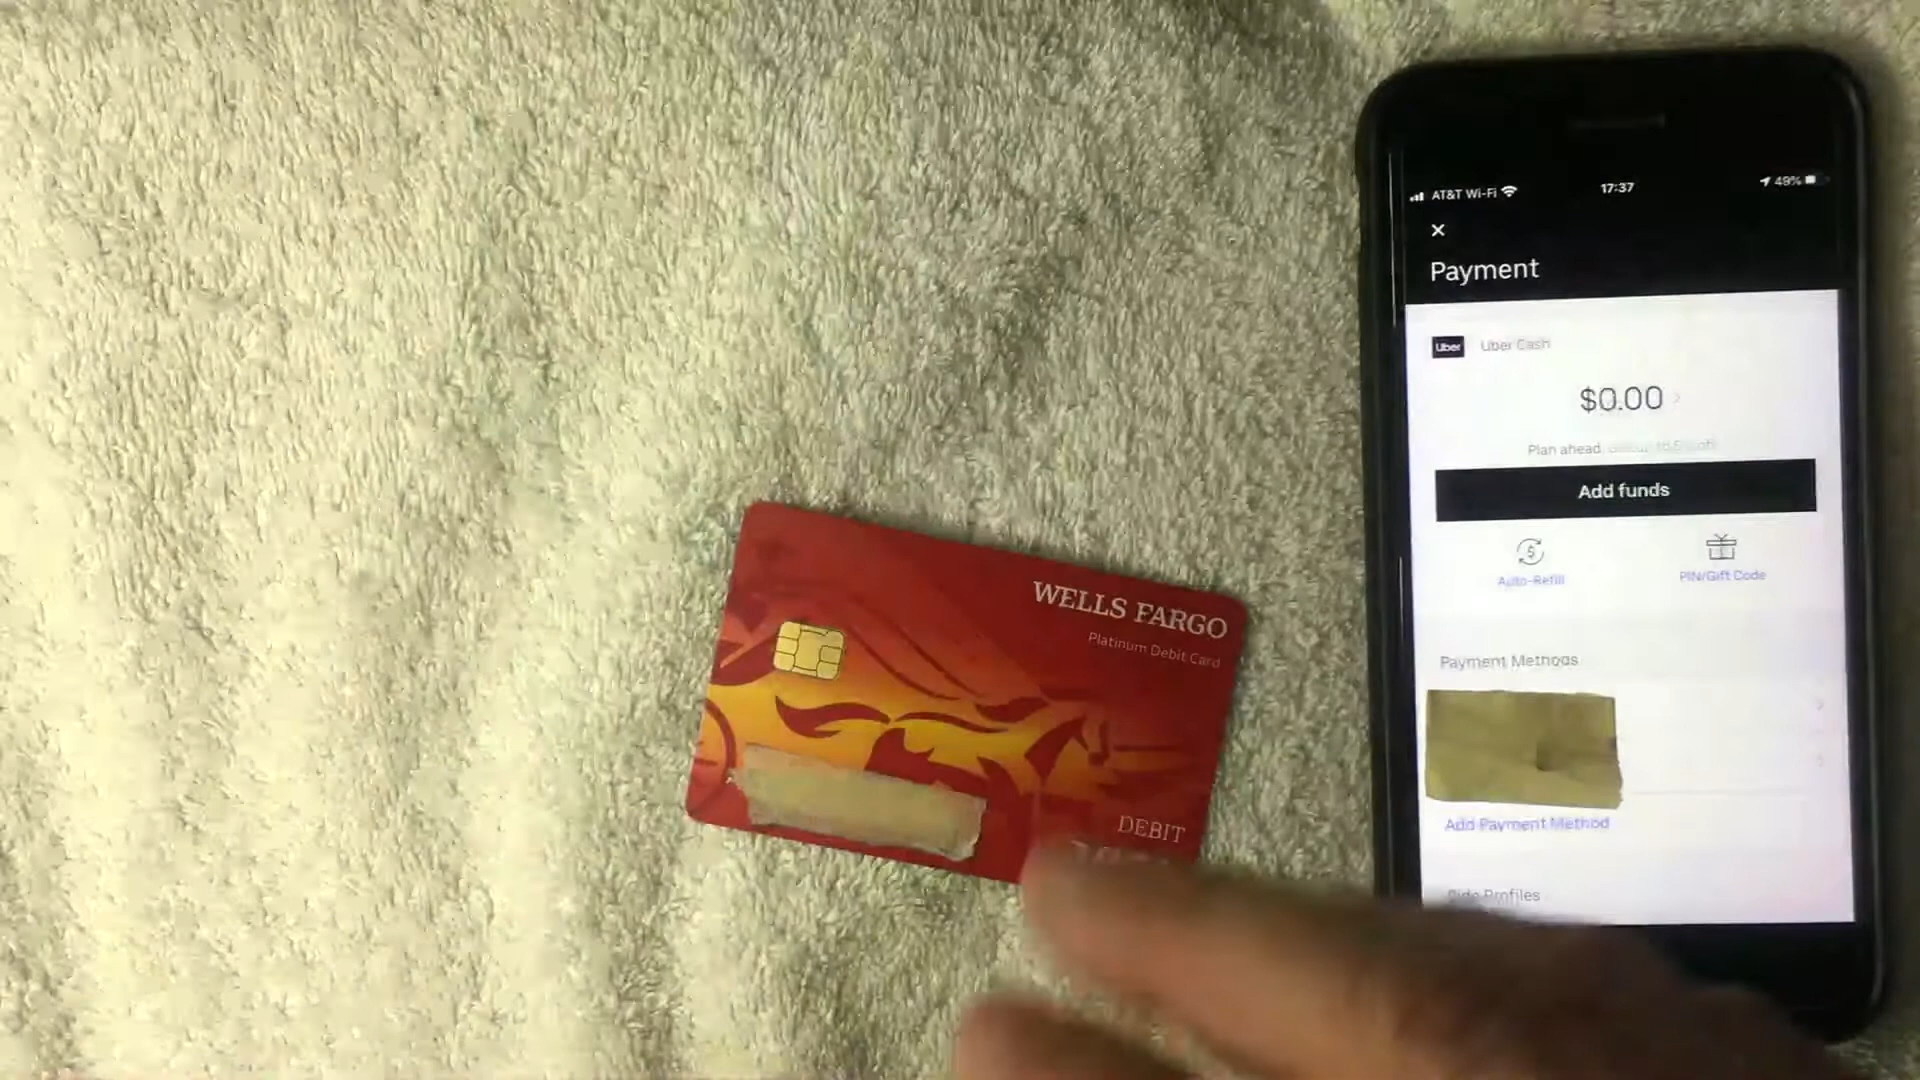 WELLS FARGO
Platinum Debit Card
DEBIT
AT&T Wi-Fi
17:37
49%
Payment
Uber
Uber Cash
$0.00
Plan ahead
Add funds
Auto-Refill
PIN/Gift Code
Payment Methods
Add Payment Method
Ride Profiles